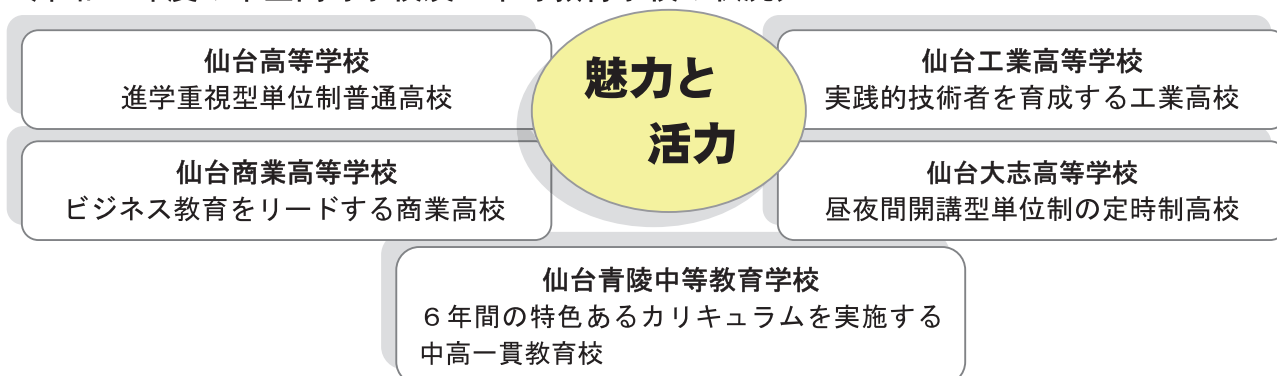 仙台高等学校
進学重視型単位制普通高校
魅力と
活力
仙台工業高等学校
実践的技術者を育成する工業高校
仙台商業高等学校
ビジネス教育をリードする商業高校
仙台大志高等学校
昼夜間開講型単位制の定時制高校
仙台青陵中等教育学校
6年間の特色あるカリキュラムを実施する
中高一貫教育校